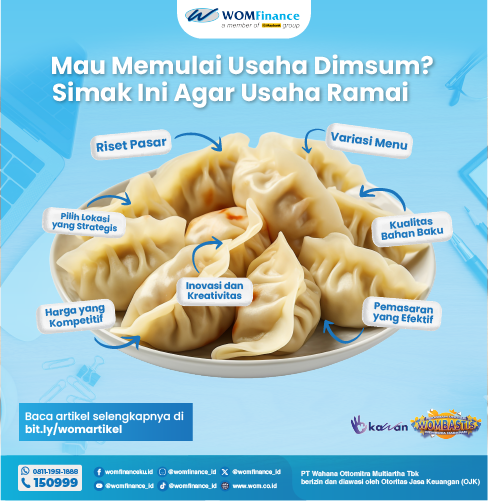 WOMFinance
a member of Maybank group
Mau Memulai Usaha Dimsum?
Simak Ini Agar Usaha Ramai
Riset Pasar
Variasi Menu
Pilih Lokasi
yang Strategis
Kualitas
Bahan Baku
Inovasi dan
Kreativitas
Harga yang
Kompetitif
Pemasaran
yang Efektif
Baca artikel selengkapnya di
bit.ly/womartikel
kawan
WOMBASTIS
0811-1951-1888
150999
womfinanceku.id
@womfinance_id
@womfinance_id
womfinance_id
womfinance_id
www.wom.co.id
PT Wahana Ottomitra Multiartha Tbk
berizin dan diawasi oleh Otoritas Jasa Keuangan (OJK)